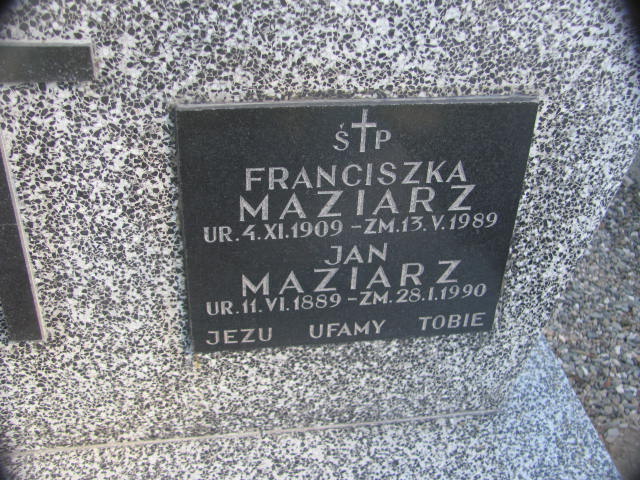 Ś†P
FRANCISZKA
MAZIARZ
UR. 4.XI.1909 - ZM. 13.V.1989
JAN
MAZIARZ
UR. 11.VI.1889 - ZM. 28.I.1990
JEZU UFAMY TOBIE